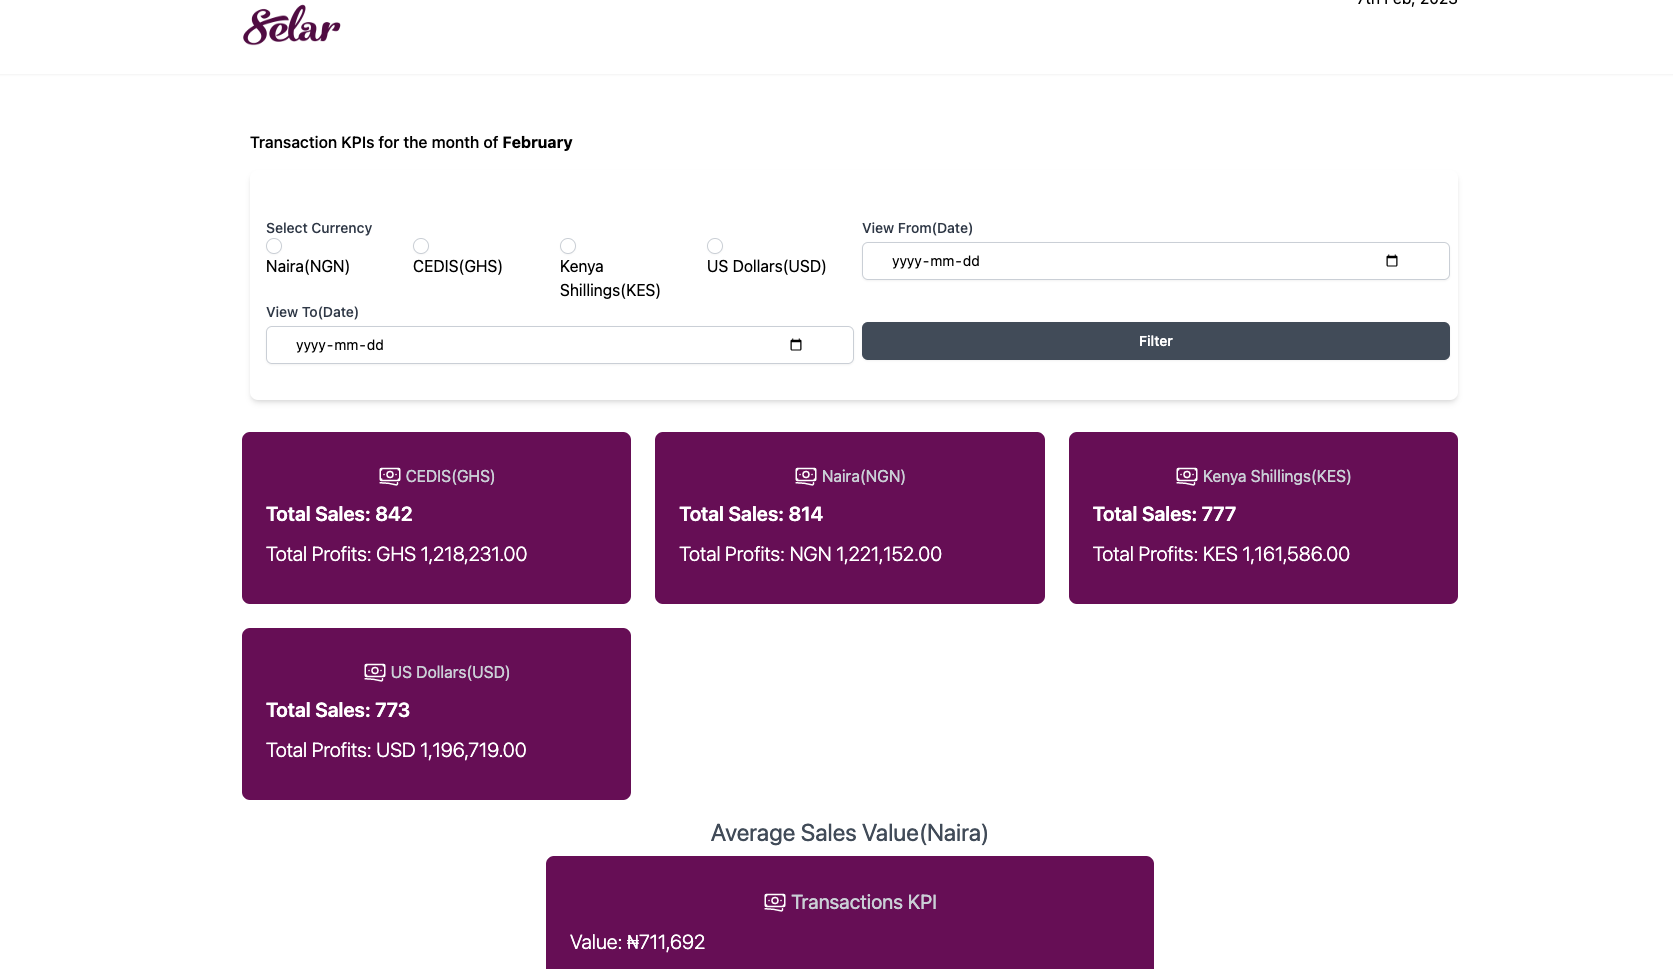 Selar
7th Feb, 2023
Transaction KPIs for the month of February
Select Currency
Naira(NGN)
CEDIS(GHS)
Kenya
Shillings(KES)
US Dollars(USD)
View From(Date)
yyyy-mm-dd
View To(Date)
yyyy-mm-dd
Filter
CEDIS(GHS)
Total Sales: 842
Total Profits: GHS 1,218,231.00
Naira(NGN)
Total Sales: 814
Total Profits: NGN 1,221,152.00
Kenya Shillings(KES)
Total Sales: 777
Total Profits: KES 1,161,586.00
US Dollars(USD)
Total Sales: 773
Total Profits: USD 1,196,719.00
Average Sales Value(Naira)
Transactions KPI
Value: ₦711,692